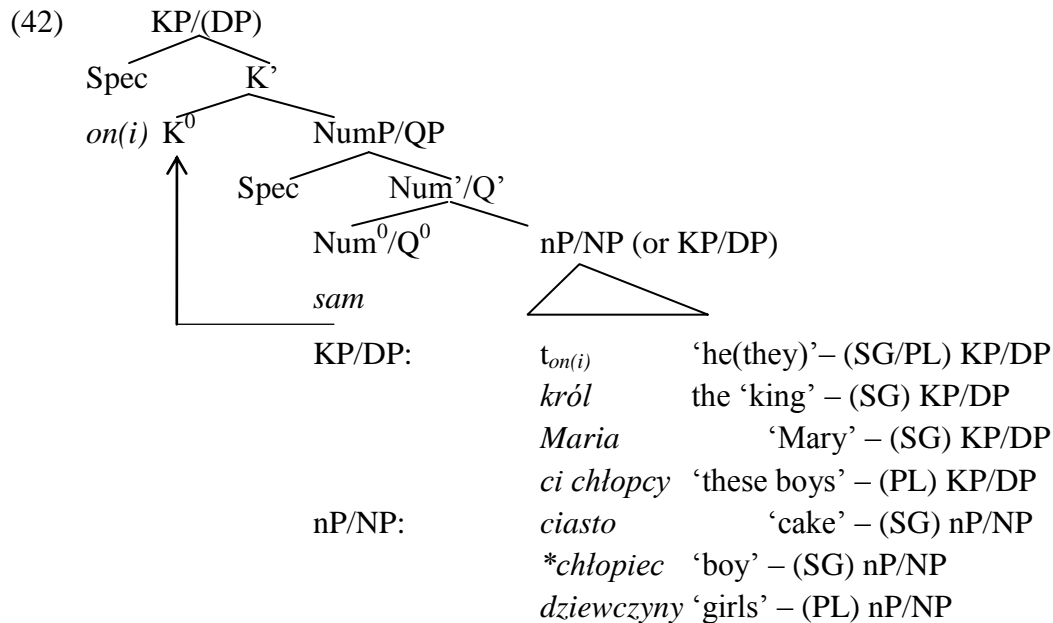 (42) KP/(DP)
Spec K’
on(i) K⁰ NumP/QP
Spec Num’/Q’
Num⁰/Q⁰ nP/NP (or KP/DP)
sam
KP/DP: t_on(i) ‘he(they)’– (SG/PL) KP/DP
król the ‘king’ – (SG) KP/DP
Maria ‘Mary’ – (SG) KP/DP
ci chłopcy ‘these boys’ – (PL) KP/DP
nP/NP: ciasto ‘cake’ – (SG) nP/NP
*chłopiec ‘boy’ – (SG) nP/NP
dziewczyny ‘girls’ – (PL) nP/NP